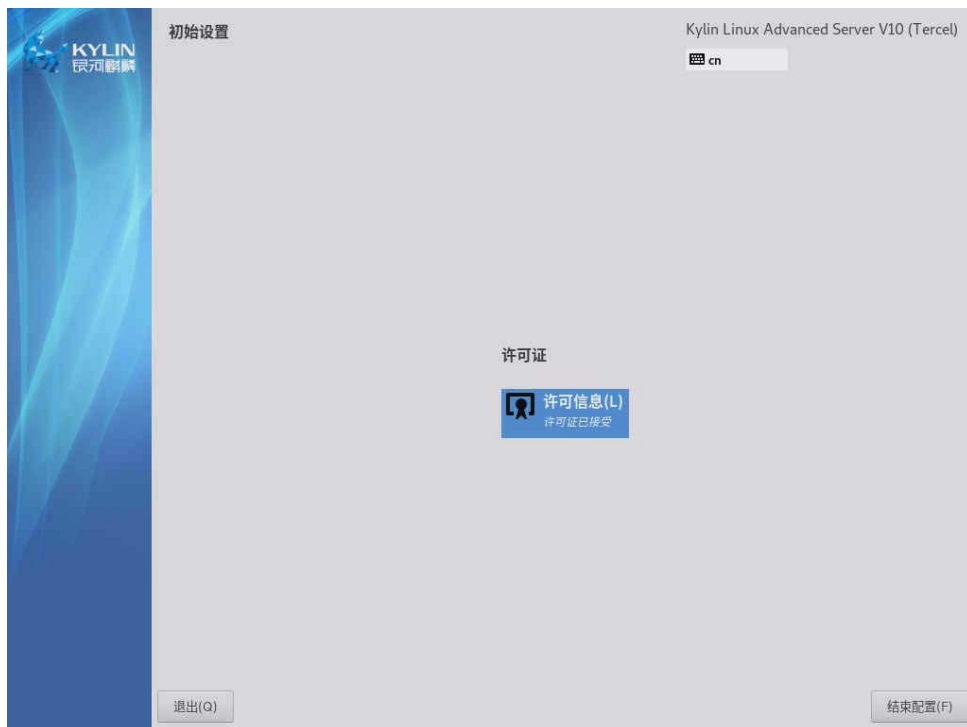 KYLIN
银河麒麟
初始设置
Kylin Linux Advanced Server V10 (Tercel)
cn
许可证
许可信息(L)
许可证已接受
退出(Q)
结束配置(F)